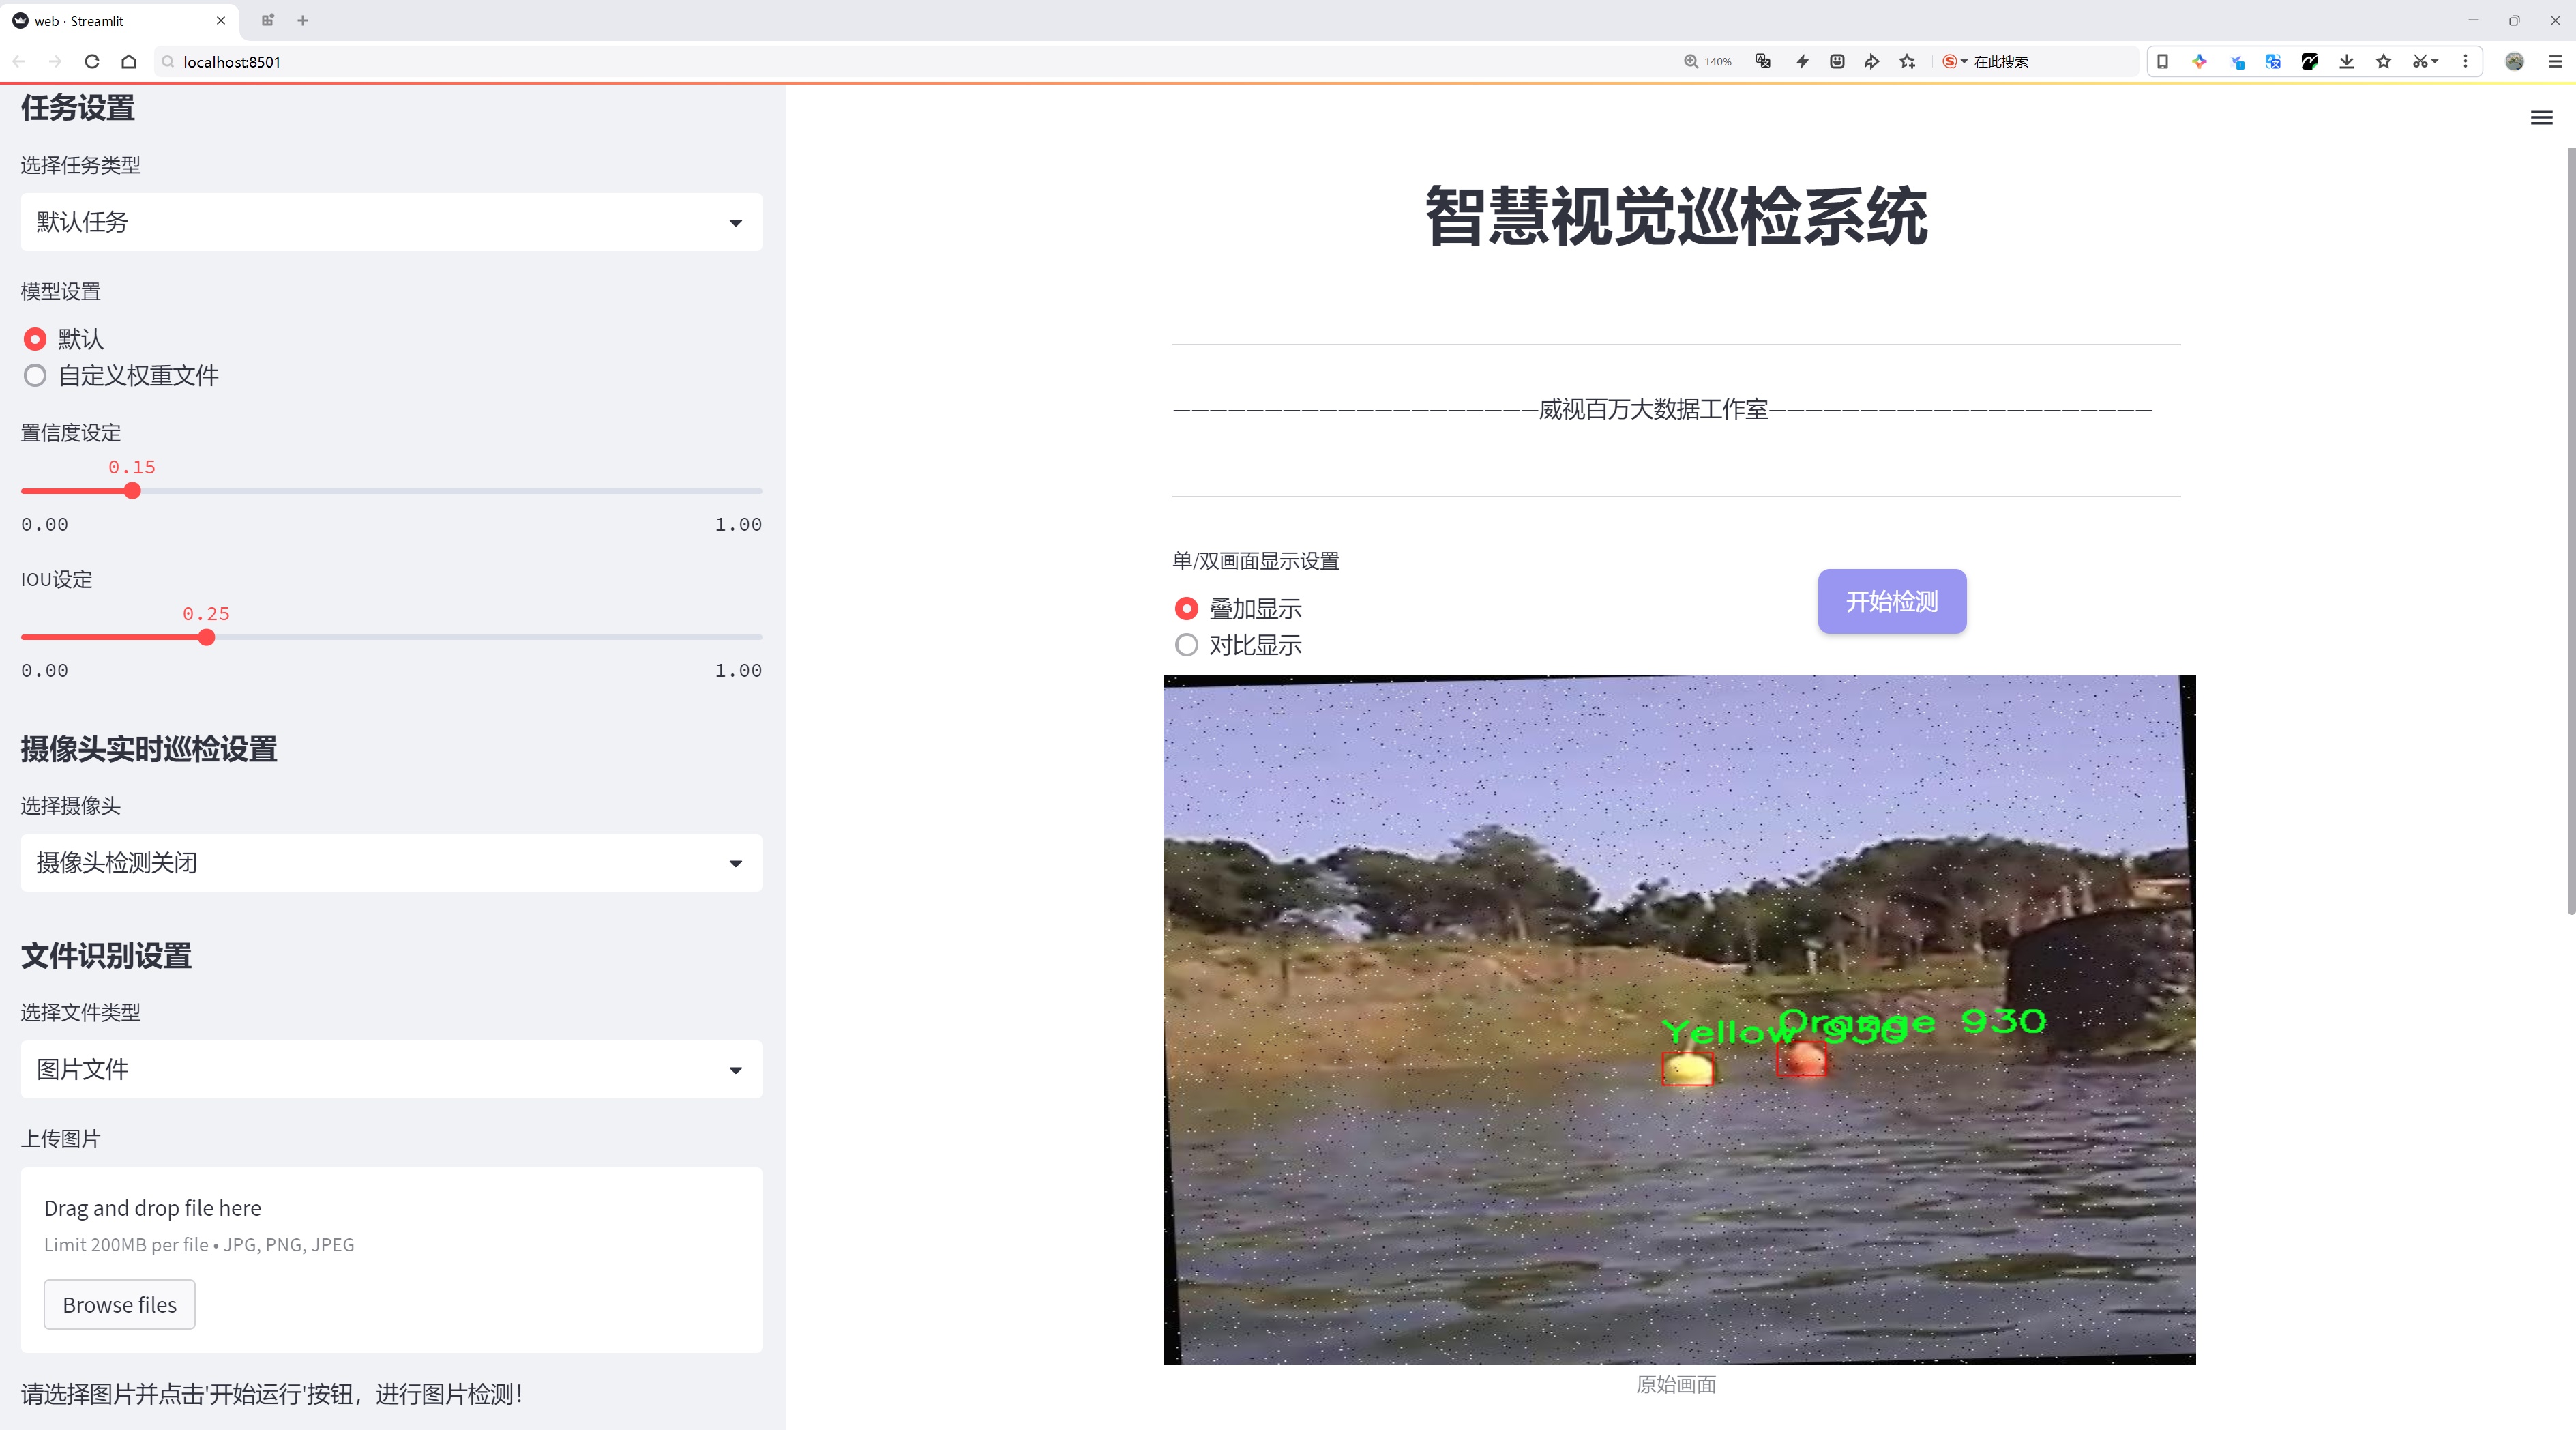 web · Streamlit
localhost:8501
140%
在此搜索
任务设置
选择任务类型
默认任务
模型设置
默认
自定义权重文件
置信度设定
0.15
0.00 1.00
IOU设定
0.25
0.00 1.00
摄像头实时巡检设置
选择摄像头
摄像头检测关闭
文件识别设置
选择文件类型
图片文件
上传图片
Drag and drop file here
Limit 200MB per file • JPG, PNG, JPEG
Browse files
请选择图片并点击'开始运行'按钮，进行图片检测！
智慧视觉巡检系统
————————————————————威视百万大数据工作室—————————————————————
单/双画面显示设置
叠加显示
对比显示
开始检测
Orange 930
Yellow 930
原始画面